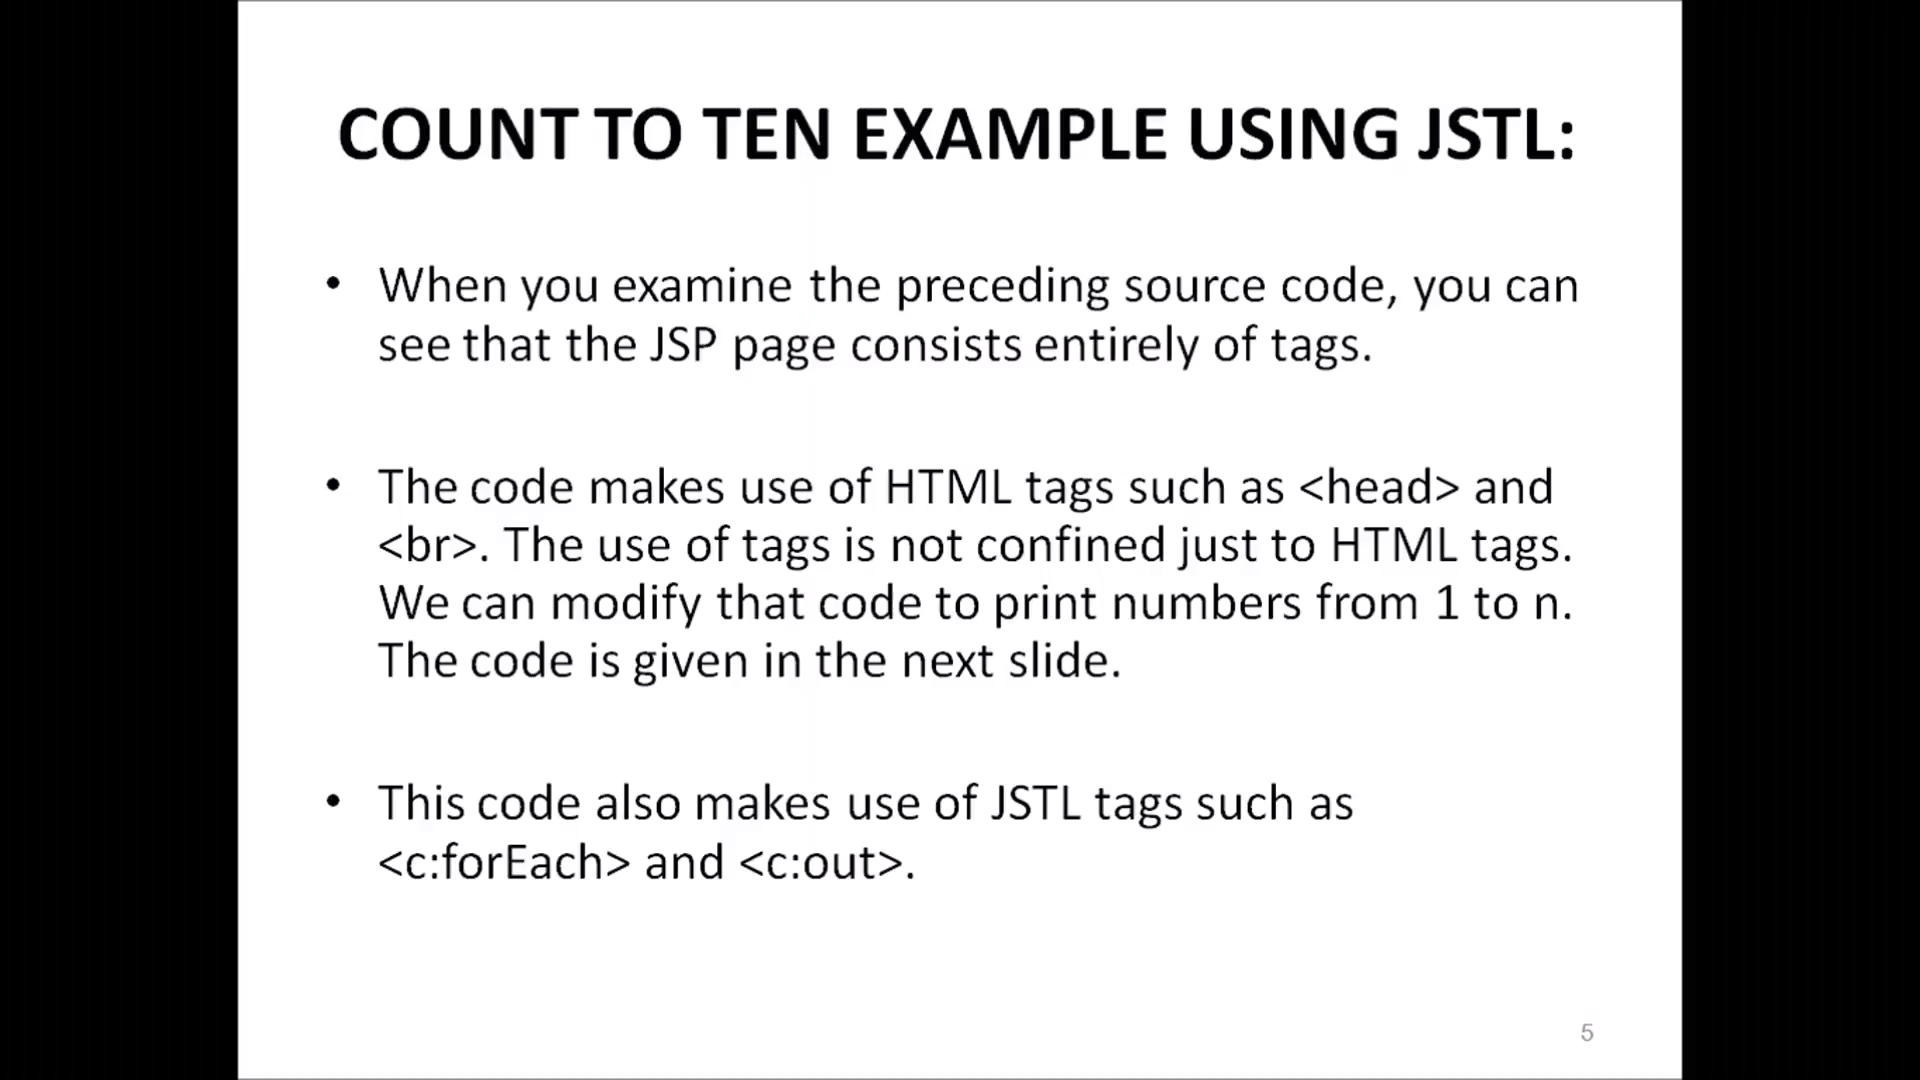 COUNT TO TEN EXAMPLE USING JSTL:
• When you examine the preceding source code, you can
see that the JSP page consists entirely of tags.
• The code makes use of HTML tags such as <head> and
<br>. The use of tags is not confined just to HTML tags.
We can modify that code to print numbers from 1 to n.
The code is given in the next slide.
• This code also makes use of JSTL tags such as
<c:forEach> and <c:out>.
5